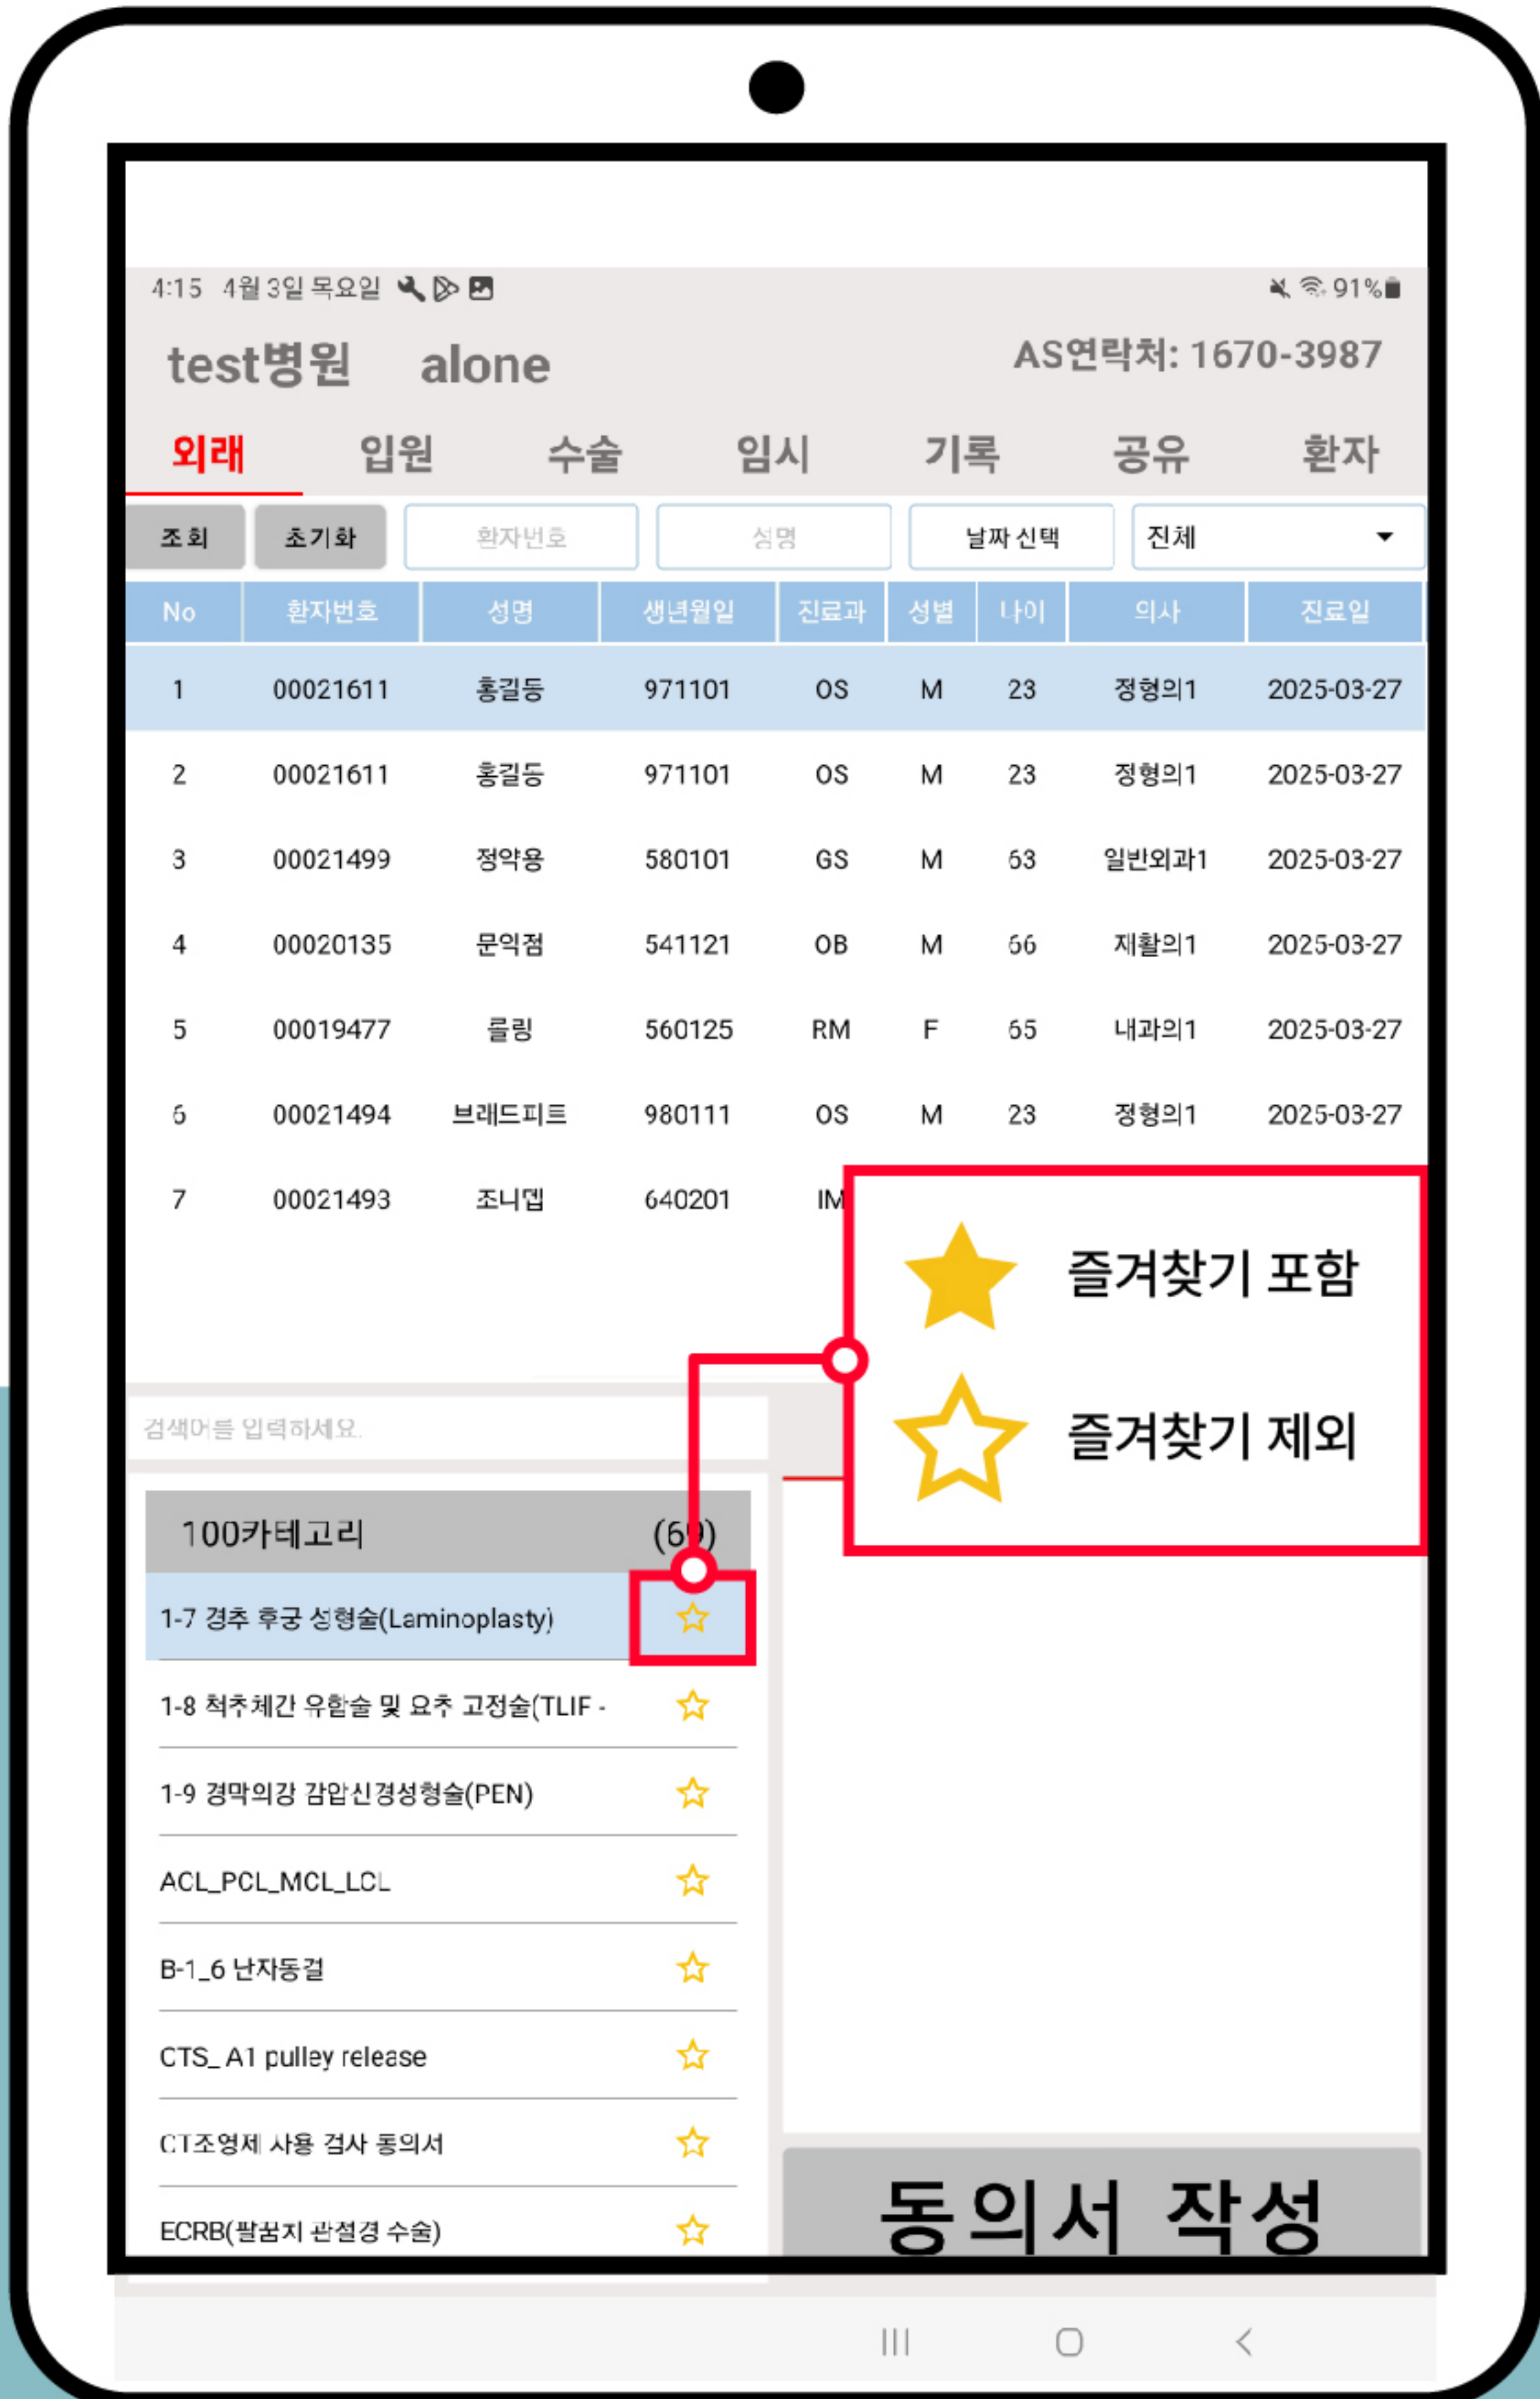 4:15 4월 3일 목요일 91%
test병원 alone AS연락처: 1670-3987
외래 입원 수술 임시 기록 공유 환자
조회 초기화 환자번호 성명 날짜 선택 진체
No 환자번호 성명 생년월일 진료과 성별 나이 의사 진료일
1 00021611 홍길등 971101 OS M 23 정형의1 2025-03-27
2 00021611 홍길등 971101 OS M 23 정형의1 2025-03-27
3 00021499 정약용 580101 GS M 63 일반외과1 2025-03-27
4 00020135 문익점 541121 OB M 66 재활의1 2025-03-27
5 00019477 롤링 560125 RM F 65 내과의1 2025-03-27
6 00021494 브래드피트 980111 OS M 23 정형의1 2025-03-27
7 00021493 조니뎁 640201 IM
즐겨찾기 포함
즐겨찾기 제외
검색어를 입력하세요.
100카테고리 (69)
1-7 경추 후궁 성형술(Laminoplasty)
1-8 척추체간 유합술 및 요추 고정술(TLIF -
1-9 경막외강 감압신경성형술(PEN)
ACL_PCL_MCL_LCL
B-1_6 난자동결
CTS_ A1 pulley release
CT조영제 사용 검사 동의서
ECRB(팔꿈치 관절경 수술)
동의서 작성